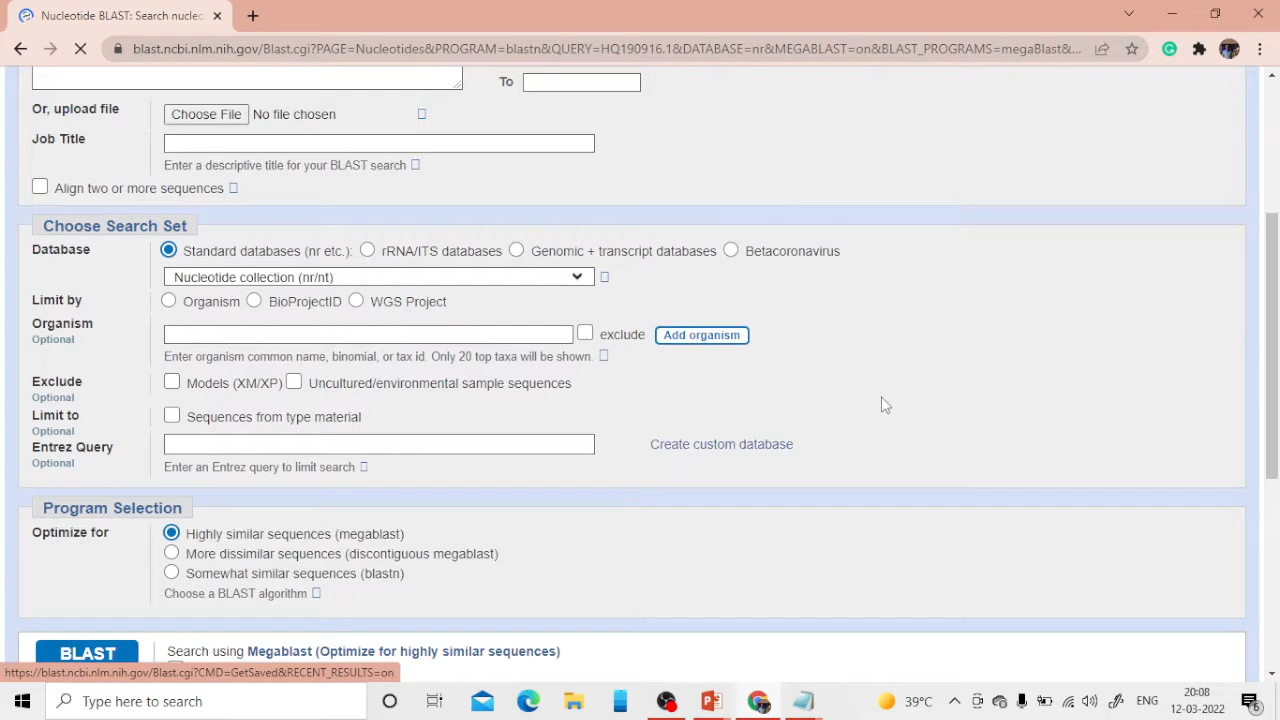 Nucleotide BLAST: Search nucleo
blast.ncbi.nlm.nih.gov/Blast.cgi?PAGE=Nucleotides&PROGRAM=blastn&QUERY=HQ190916.1&DATABASE=nr&MEGABLAST=on&BLAST_PROGRAMS=megaBlast&...
To
Or, upload file
Choose File No file chosen
Job Title
Enter a descriptive title for your BLAST search
Align two or more sequences
Choose Search Set
Database
Standard databases (nr etc.): rRNA/ITS databases Genomic + transcript databases Betacoronavirus
Nucleotide collection (nr/nt)
Limit by
Organism BioProjectID WGS Project
Organism
Optional
exclude Add organism
Enter organism common name, binomial, or tax id. Only 20 top taxa will be shown.
Exclude
Optional
Models (XM/XP) Uncultured/environmental sample sequences
Limit to
Optional
Sequences from type material
Entrez Query
Optional
Create custom database
Enter an Entrez query to limit search
Program Selection
Optimize for
Highly similar sequences (megablast)
More dissimilar sequences (discontiguous megablast)
Somewhat similar sequences (blastn)
Choose a BLAST algorithm
BLAST
Search using Megablast (Optimize for highly similar sequences)
https://blast.ncbi.nlm.nih.gov/Blast.cgi?CMD=GetSaved&RECENT_RESULTS=on
Type here to search
39°C
ENG
20:08
12-03-2022
6